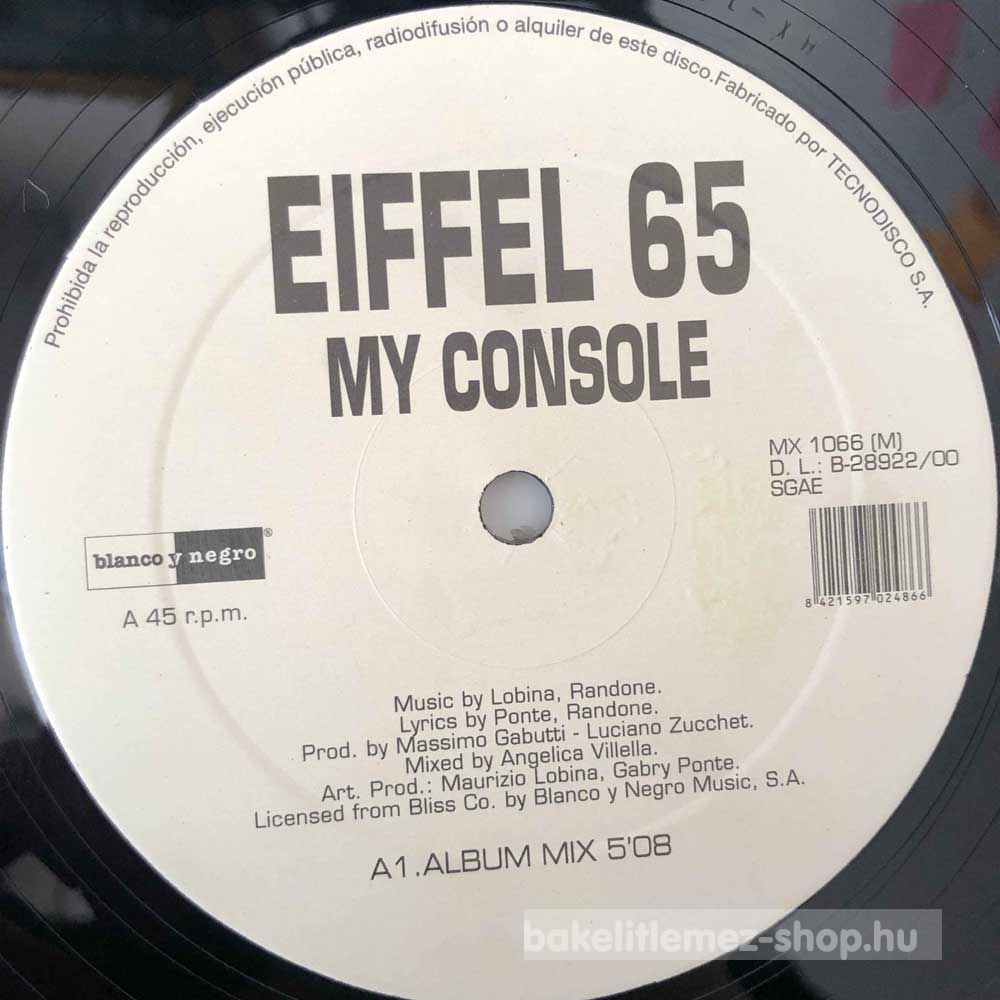 Prohibida la reproducción, ejecución pública, radiodifusión o alquiler de este disco. Fabricado por TECNODISCO S.A.
EIFFEL 65
MY CONSOLE
MX 1066 (M)
D. L.: B-28922/00
SGAE
8 421597 024866
blanco y negro®
A 45 r.p.m.
Music by Lobina, Randone.
Lyrics by Ponte, Randone.
Prod. by Massimo Gabutti - Luciano Zucchet.
Mixed by Angelica Villella.
Art. Prod.: Maurizio Lobina, Gabry Ponte.
Licensed from Bliss Co. by Blanco y Negro Music, S.A.
A1.ALBUM MIX 5'08
bakelitlemez-shop.hu